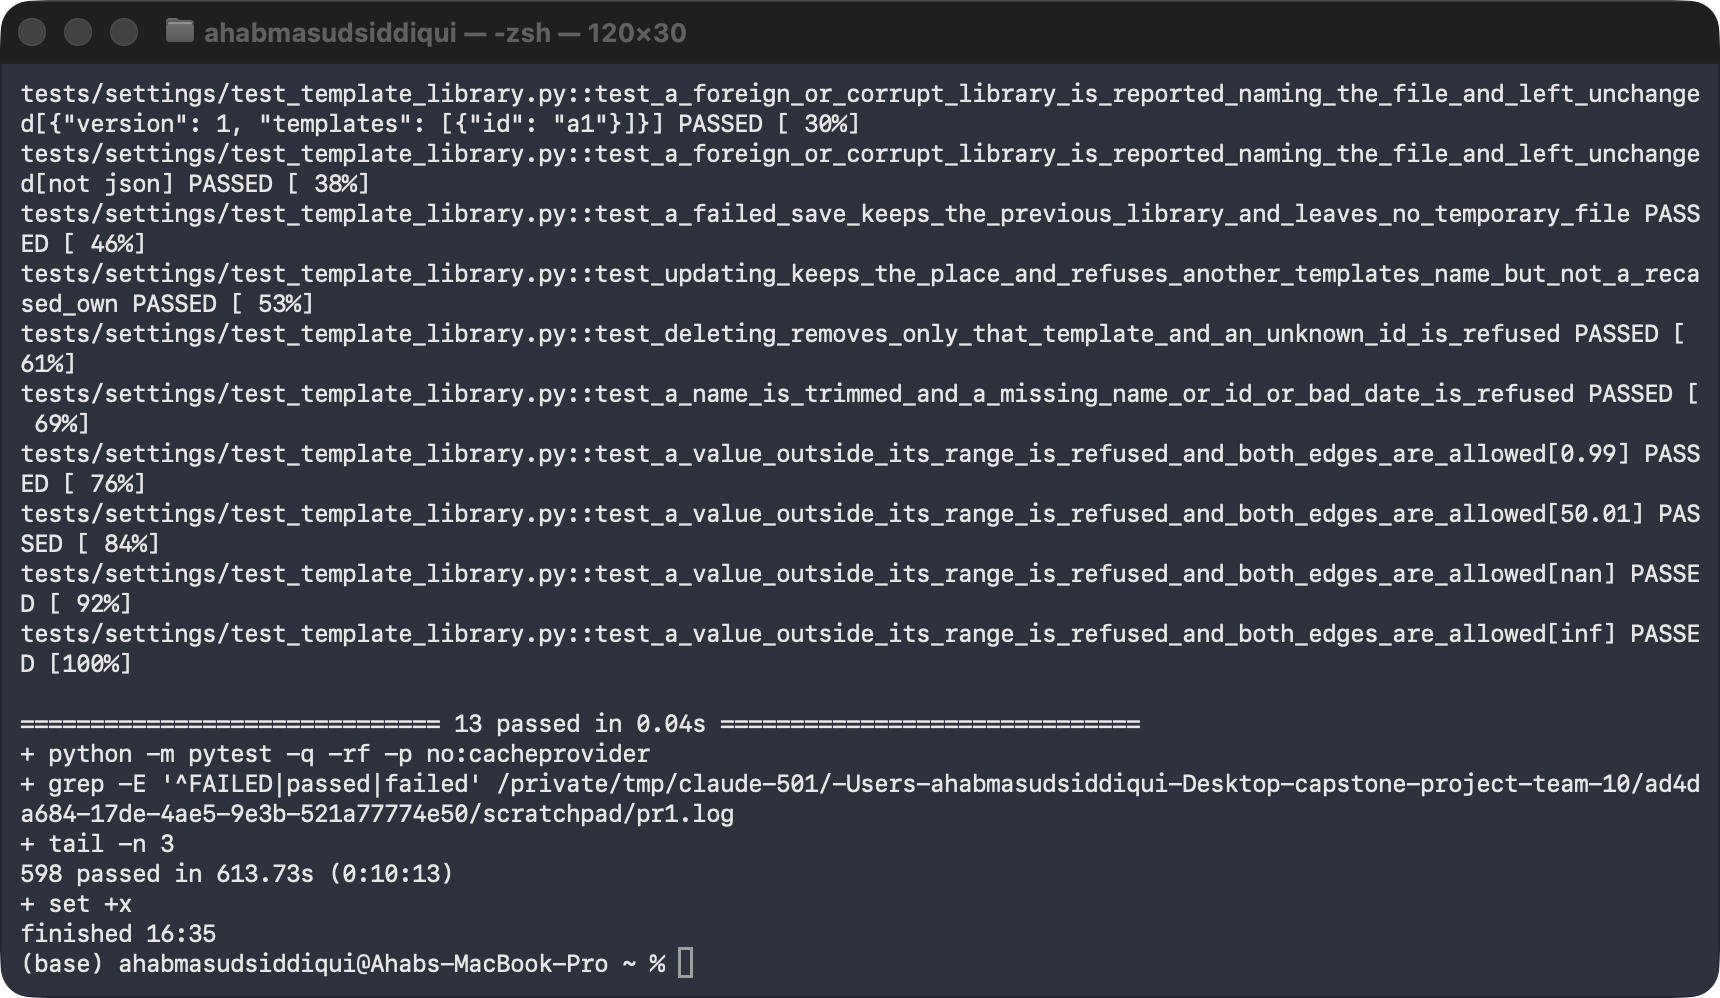 ahabmasudsiddiqui — -zsh — 120×30
tests/settings/test_template_library.py::test_a_foreign_or_corrupt_library_is_reported_naming_the_file_and_left_unchange
d[{"version": 1, "templates": [{"id": "a1"}]}] PASSED [ 30%]
tests/settings/test_template_library.py::test_a_foreign_or_corrupt_library_is_reported_naming_the_file_and_left_unchange
d[not json] PASSED [ 38%]
tests/settings/test_template_library.py::test_a_failed_save_keeps_the_previous_library_and_leaves_no_temporary_file PASS
ED [ 46%]
tests/settings/test_template_library.py::test_updating_keeps_the_place_and_refuses_another_templates_name_but_not_a_reca
sed_own PASSED [ 53%]
tests/settings/test_template_library.py::test_deleting_removes_only_that_template_and_an_unknown_id_is_refused PASSED [
61%]
tests/settings/test_template_library.py::test_a_name_is_trimmed_and_a_missing_name_or_id_or_bad_date_is_refused PASSED [
 69%]
tests/settings/test_template_library.py::test_a_value_outside_its_range_is_refused_and_both_edges_are_allowed[0.99] PASS
ED [ 76%]
tests/settings/test_template_library.py::test_a_value_outside_its_range_is_refused_and_both_edges_are_allowed[50.01] PAS
SED [ 84%]
tests/settings/test_template_library.py::test_a_value_outside_its_range_is_refused_and_both_edges_are_allowed[nan] PASSE
D [ 92%]
tests/settings/test_template_library.py::test_a_value_outside_its_range_is_refused_and_both_edges_are_allowed[inf] PASSE
D [100%]
============================== 13 passed in 0.04s ==============================
+ python -m pytest -q -rf -p no:cacheprovider
+ grep -E '^FAILED|passed|failed' /private/tmp/claude-501/-Users-ahabmasudsiddiqui-Desktop-capstone-project-team-10/ad4d
a684-17de-4ae5-9e3b-521a77774e50/scratchpad/pr1.log
+ tail -n 3
598 passed in 613.73s (0:10:13)
+ set +x
finished 16:35
(base) ahabmasudsiddiqui@Ahabs-MacBook-Pro ~ %